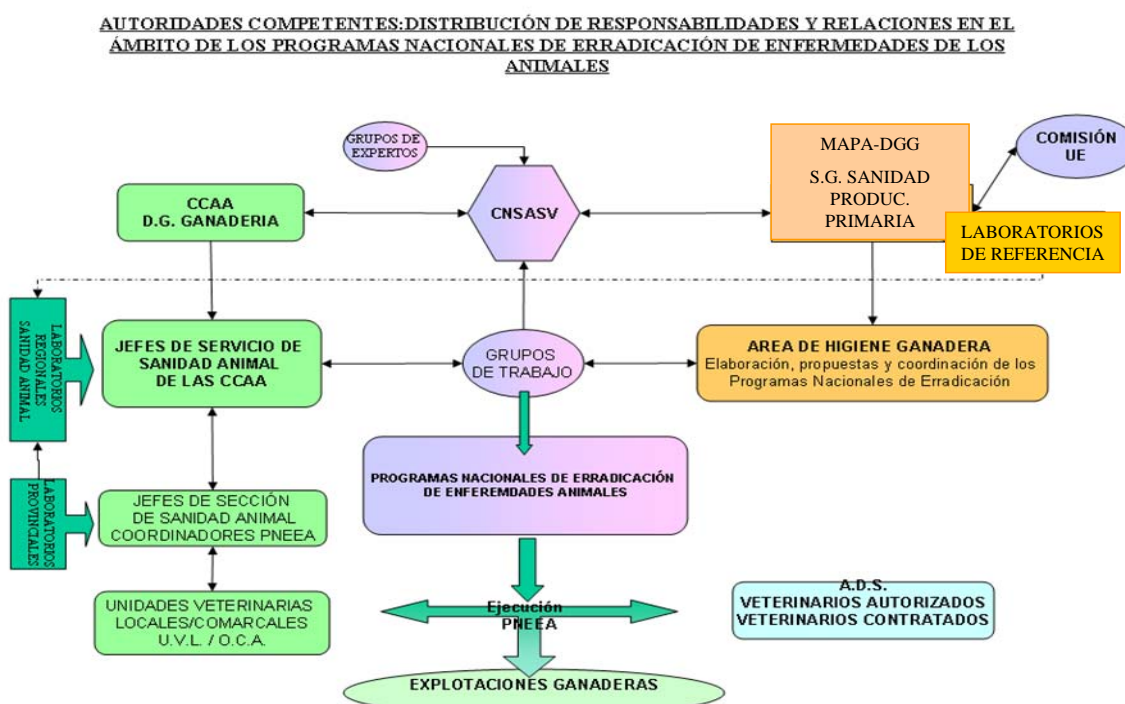 AUTORIDADES COMPETENTES:DISTRIBUCIÓN DE RESPONSABILIDADES Y RELACIONES EN EL
ÁMBITO DE LOS PROGRAMAS NACIONALES DE ERRADICACIÓN DE ENFERMEDADES DE LOS
ANIMALES
GRUPOS DE
EXPERTOS
MAPA-DGG
S.G. SANIDAD
PRODUC.
PRIMARIA
COMISIÓN
UE
CCAA
D.G. GANADERIA
CNSASV
LABORATORIOS
DE REFERENCIA
LABORATORIOS
REGIONALES
SANIDAD ANIMAL
JEFES DE SERVICIO DE
SANIDAD ANIMAL
DE LAS CCAA
GRUPOS
DE TRABAJO
AREA DE HIGIENE GANADERA
Elaboración, propuestas y coordinación de los
Programas Nacionales de Erradicación
PROGRAMAS NACIONALES DE ERRADICACIÓN
DE ENFEREMDADES ANIMALES
LABORATORIOS
PROVINCIALES
JEFES DE SECCIÓN
DE SANIDAD ANIMAL
COORDINADORES PNEEA
UNIDADES VETERINARIAS
LOCALES/COMARCALES
U.V.L. / O.C.A.
Ejecución
PNEEA
A.D.S.
VETERINARIOS AUTORIZADOS
VETERINARIOS CONTRATADOS
EXPLOTACIONES GANADERAS